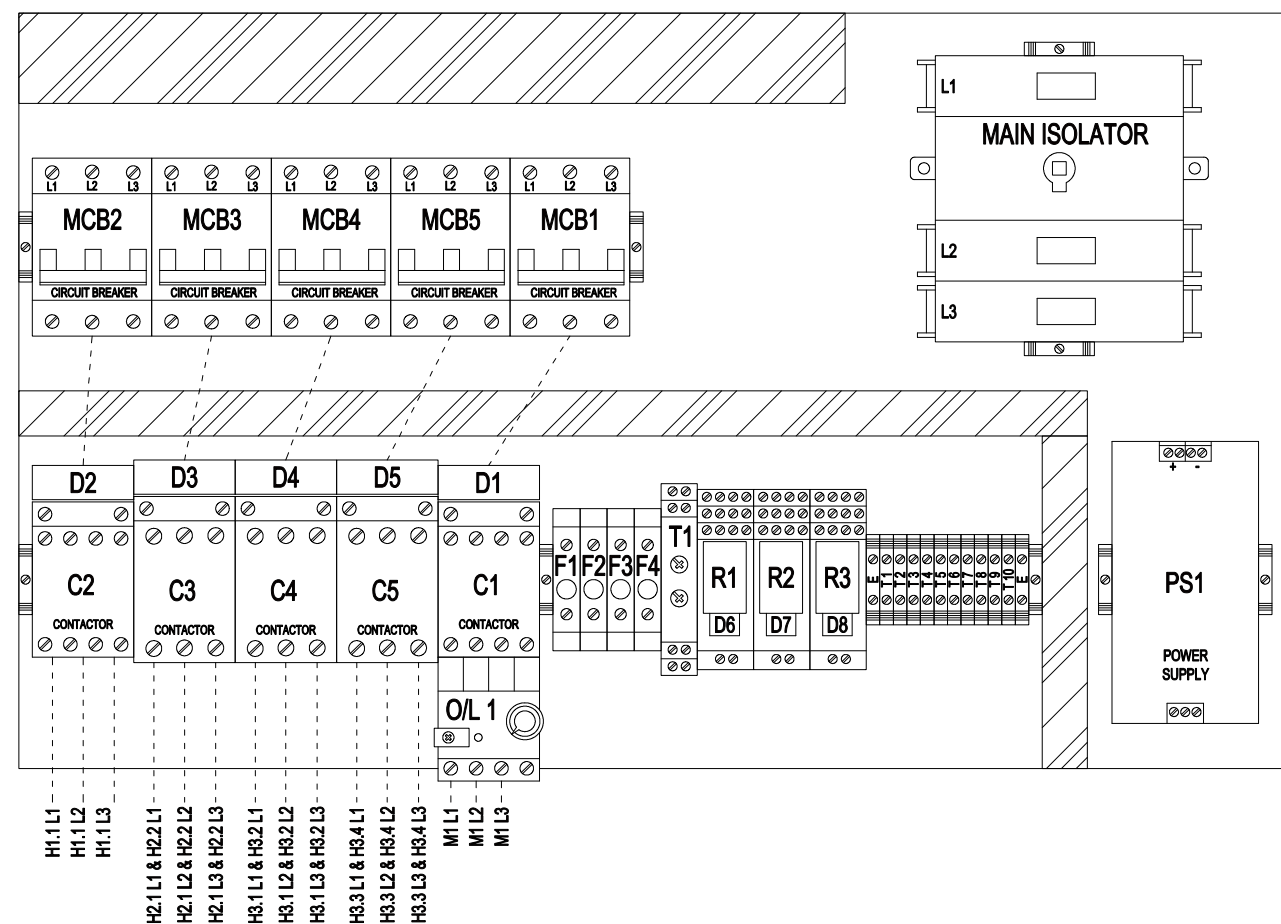 L1
MAIN ISOLATOR
L2
L3
L1 L2 L3 L1 L2 L3 L1 L2 L3 L1 L2 L3 L1 L2 L3
MCB2 MCB3 MCB4 MCB5 MCB1
CIRCUIT BREAKER CIRCUIT BREAKER CIRCUIT BREAKER CIRCUIT BREAKER CIRCUIT BREAKER
D2 D3 D4 D5 D1
C2 C3 C4 C5 C1
CONTACTOR CONTACTOR CONTACTOR CONTACTOR CONTACTOR
O/L 1
F1 F2 F3 F4
T1
R1 R2 R3
D6 D7 D8
E
T1
T2
T3
T4
T5
T6
T7
T8
T9
T10
E
+ -
PS1
POWER
SUPPLY
H1.1 L1
H1.1 L2
H1.1 L3
H2.1 L1 & H2.2 L1
H2.1 L2 & H2.2 L2
H2.1 L3 & H2.2 L3
H3.1 L1 & H3.2 L1
H3.1 L2 & H3.2 L2
H3.1 L3 & H3.2 L3
H3.3 L1 & H3.4 L1
H3.3 L2 & H3.4 L2
H3.3 L3 & H3.4 L3
M1 L1
M1 L2
M1 L3